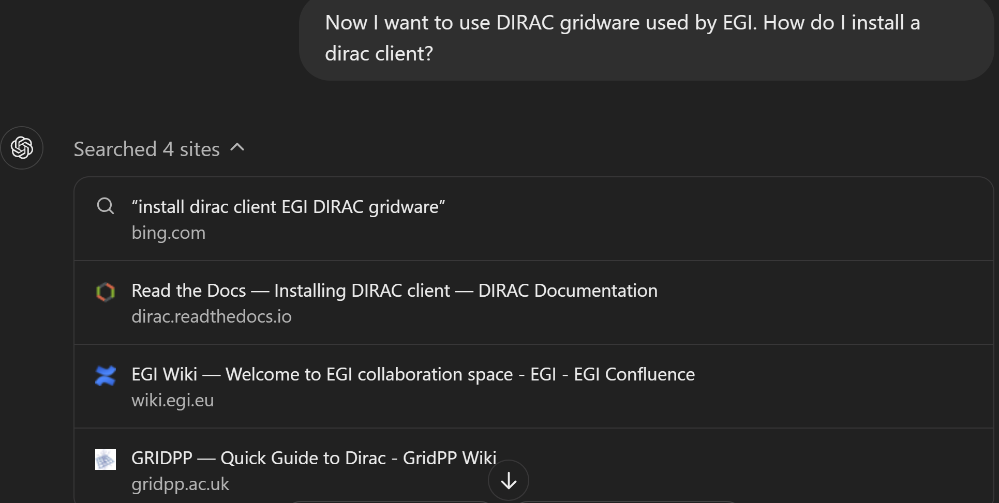 Now I want to use DIRAC gridware used by EGI. How do I install a
dirac client?
Searched 4 sites
“install dirac client EGI DIRAC gridware”
bing.com
Read the Docs — Installing DIRAC client — DIRAC Documentation
dirac.readthedocs.io
EGI Wiki — Welcome to EGI collaboration space - EGI - EGI Confluence
wiki.egi.eu
GRIDPP — Quick Guide to Dirac - GridPP Wiki
gridpp.ac.uk